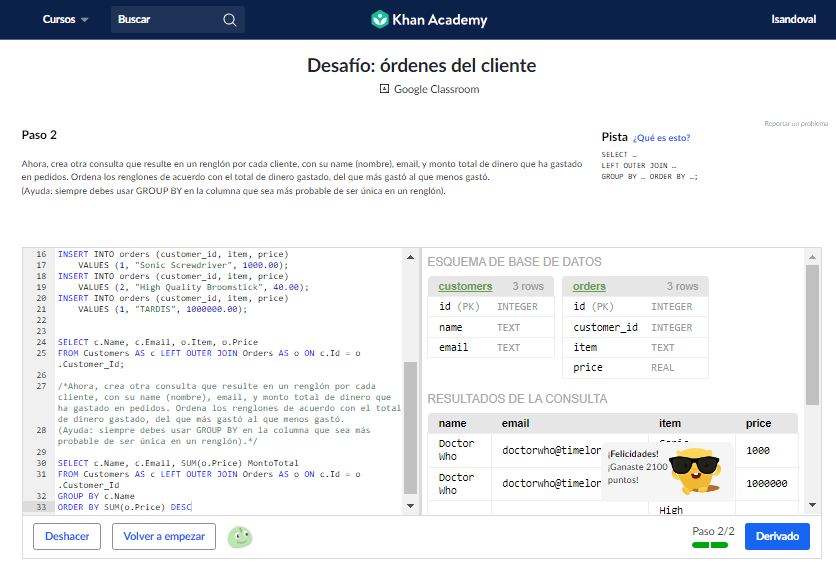 Cursos
Buscar
Khan Academy
lsandoval
Desafío: órdenes del cliente
Google Classroom
Reportar un problema
Paso 2
Ahora, crea otra consulta que resulte en un renglón por cada cliente, con su name (nombre), email, y monto total de dinero que ha gastado
en pedidos. Ordena los renglones de acuerdo con el total de dinero gastado, del que más gastó al que menos gastó.
(Ayuda: siempre debes usar GROUP BY en la columna que sea más probable de ser única en un renglón).
Pista ¿Qué es esto?
SELECT …
LEFT OUTER JOIN …
GROUP BY … ORDER BY …;
16 INSERT INTO orders (customer_id, item, price)
17 VALUES (1, "Sonic Screwdriver", 1000.00);
18 INSERT INTO orders (customer_id, item, price)
19 VALUES (2, "High Quality Broomstick", 40.00);
20 INSERT INTO orders (customer_id, item, price)
21 VALUES (1, "TARDIS", 1000000.00);
22
23
24 SELECT c.Name, c.Email, o.Item, o.Price
25 FROM Customers AS c LEFT OUTER JOIN Orders AS o ON c.Id = o
.Customer_Id;
26
27 /*Ahora, crea otra consulta que resulte en un renglón por cada
cliente, con su name (nombre), email, y monto total de dinero que
ha gastado en pedidos. Ordena los renglones de acuerdo con el total
de dinero gastado, del que más gastó al que menos gastó.
28 (Ayuda: siempre debes usar GROUP BY en la columna que sea más
probable de ser única en un renglón).*/
29
30 SELECT c.Name, c.Email, SUM(o.Price) MontoTotal
31 FROM Customers AS c LEFT OUTER JOIN Orders AS o ON c.Id = o
.Customer_Id
32 GROUP BY c.Name
33 ORDER BY SUM(o.Price) DESC
ESQUEMA DE BASE DE DATOS
customers 3 rows
id (PK) INTEGER
name TEXT
email TEXT
orders 3 rows
id (PK) INTEGER
customer_id INTEGER
item TEXT
price REAL
RESULTADOS DE LA CONSULTA
name email item price
Doctor
Who doctorwho@timelor 1000
Doctor
Who doctorwho@timelor 1000000
High
¡Felicidades!
¡Ganaste 2100
puntos!
Deshacer
Volver a empezar
Paso 2/2
Derivado